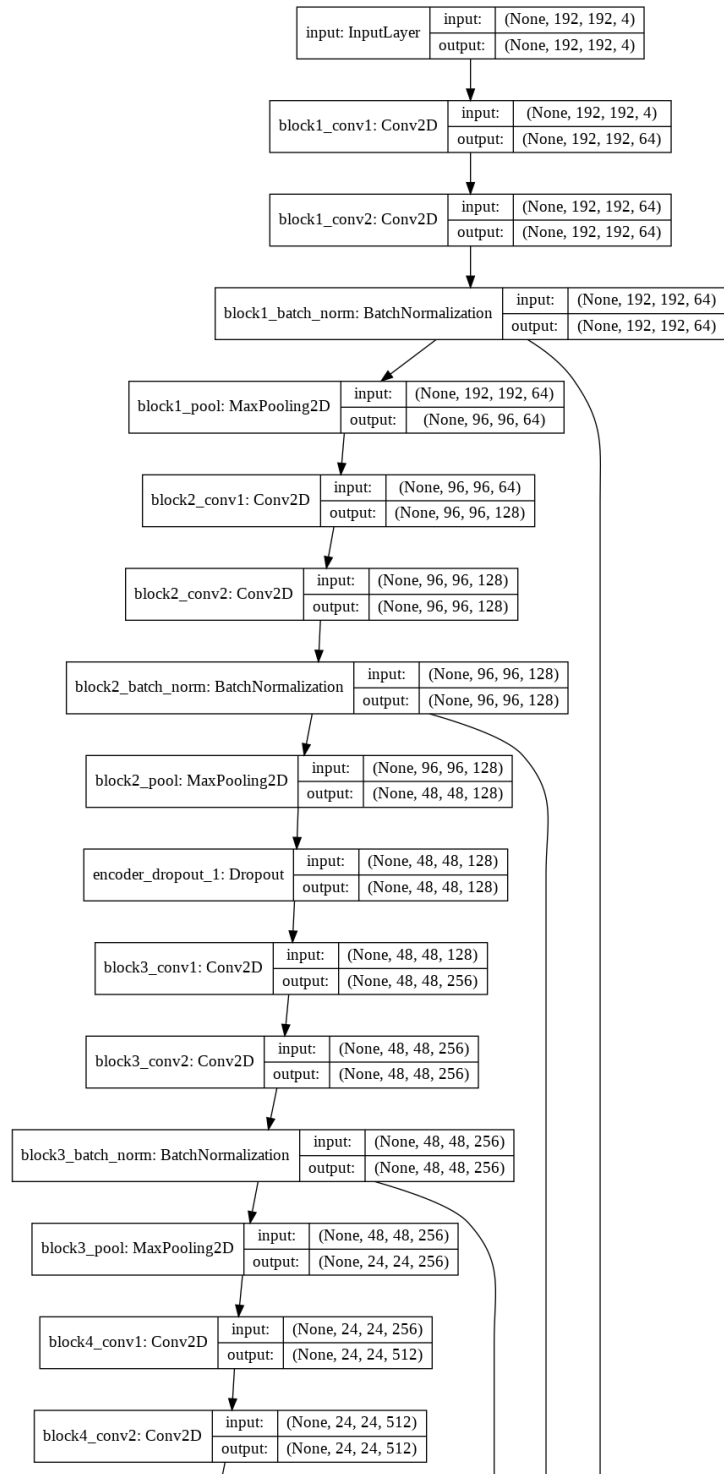 input: InputLayer input: (None, 192, 192, 4)
output: (None, 192, 192, 4)
block1_conv1: Conv2D input: (None, 192, 192, 4)
output: (None, 192, 192, 64)
block1_conv2: Conv2D input: (None, 192, 192, 64)
output: (None, 192, 192, 64)
block1_batch_norm: BatchNormalization input: (None, 192, 192, 64)
output: (None, 192, 192, 64)
block1_pool: MaxPooling2D input: (None, 192, 192, 64)
output: (None, 96, 96, 64)
block2_conv1: Conv2D input: (None, 96, 96, 64)
output: (None, 96, 96, 128)
block2_conv2: Conv2D input: (None, 96, 96, 128)
output: (None, 96, 96, 128)
block2_batch_norm: BatchNormalization input: (None, 96, 96, 128)
output: (None, 96, 96, 128)
block2_pool: MaxPooling2D input: (None, 96, 96, 128)
output: (None, 48, 48, 128)
encoder_dropout_1: Dropout input: (None, 48, 48, 128)
output: (None, 48, 48, 128)
block3_conv1: Conv2D input: (None, 48, 48, 128)
output: (None, 48, 48, 256)
block3_conv2: Conv2D input: (None, 48, 48, 256)
output: (None, 48, 48, 256)
block3_batch_norm: BatchNormalization input: (None, 48, 48, 256)
output: (None, 48, 48, 256)
block3_pool: MaxPooling2D input: (None, 48, 48, 256)
output: (None, 24, 24, 256)
block4_conv1: Conv2D input: (None, 24, 24, 256)
output: (None, 24, 24, 512)
block4_conv2: Conv2D input: (None, 24, 24, 512)
output: (None, 24, 24, 512)